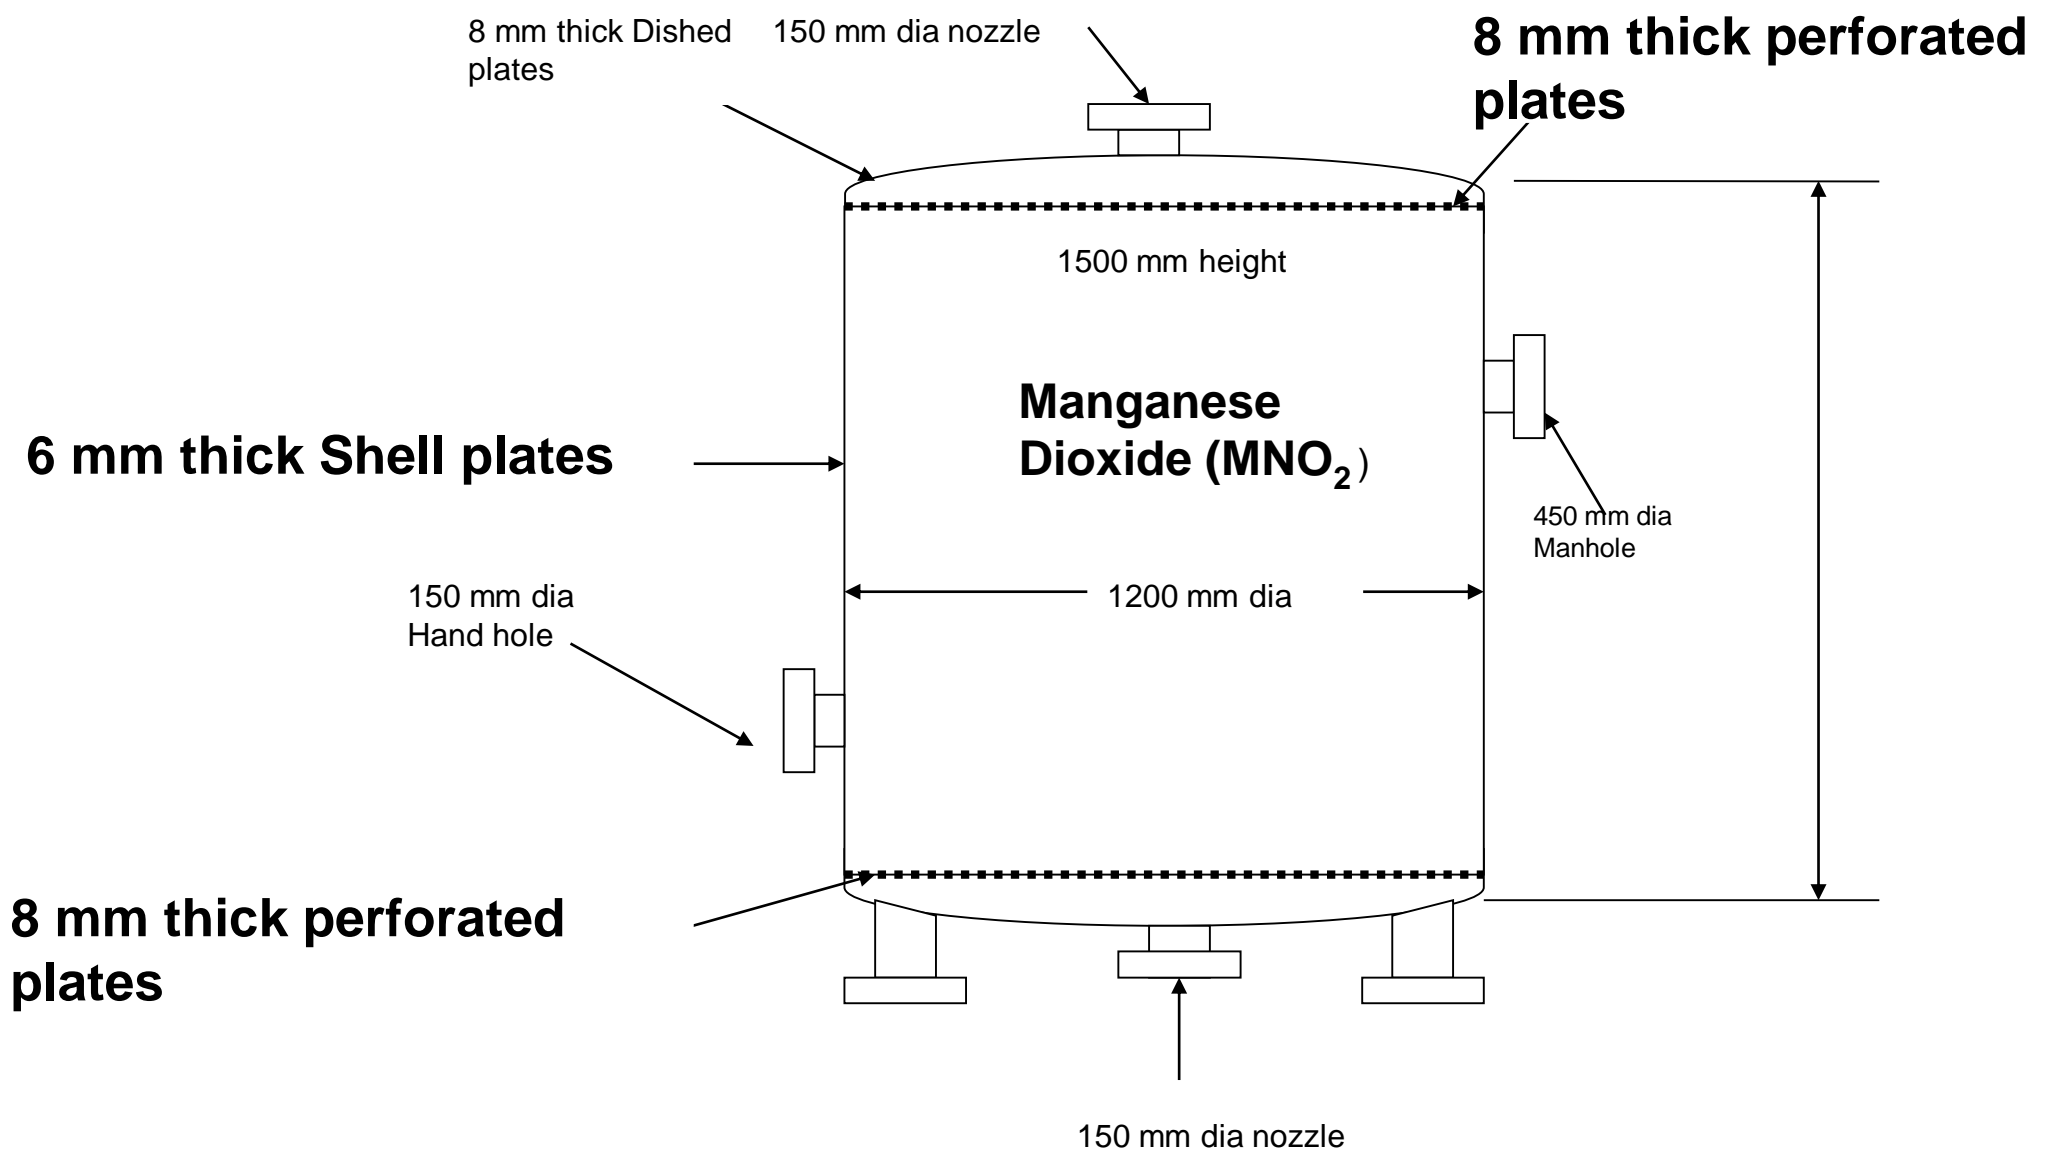 8 mm thick Dished
plates
150 mm dia nozzle
8 mm thick perforated
plates
1500 mm height
Manganese
Dioxide (MNO₂)
6 mm thick Shell plates
450 mm dia
Manhole
150 mm dia
Hand hole
1200 mm dia
8 mm thick perforated
plates
150 mm dia nozzle